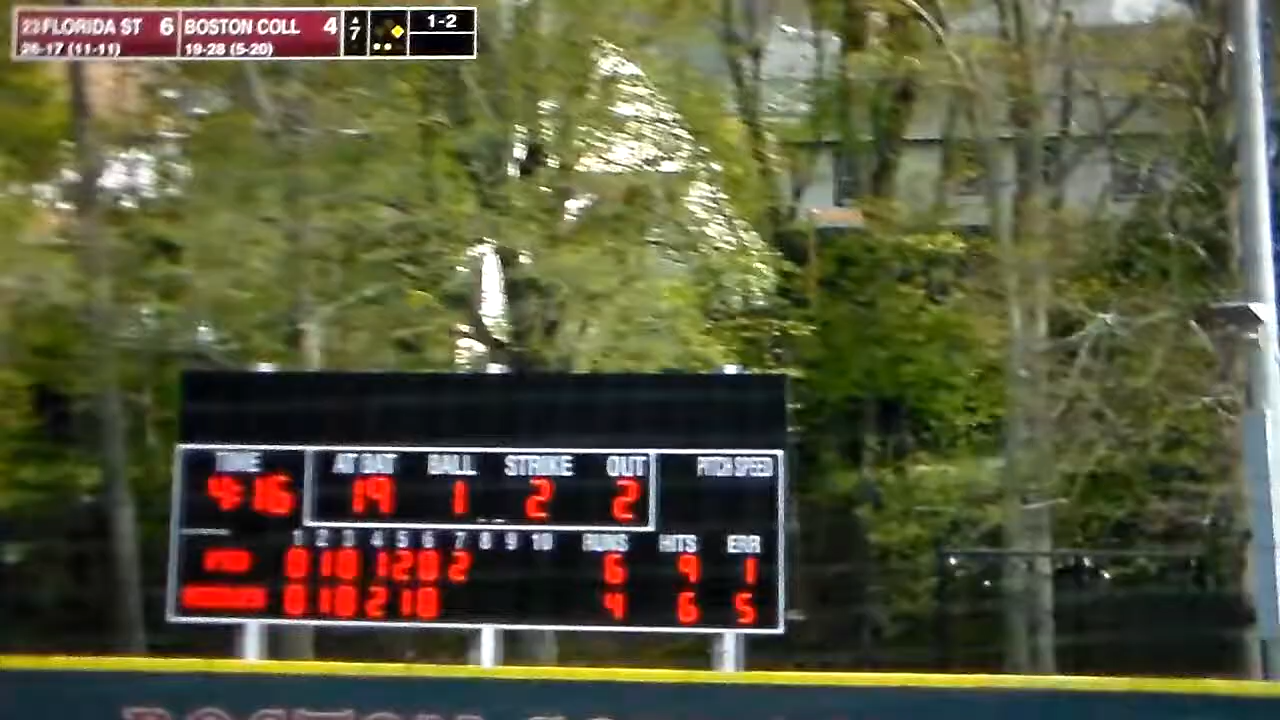 23 FLORIDA ST 6 BOSTON COLL 4 7 1-2
26-17 (11-11) 19-28 (5-20)
TIME AT BAT BALL STRIKE OUT PITCH SPEED
4:16 19 1 2 2
1 2 3 4 5 6 7 8 9 10 RUNS HITS ERR
0 1 0 1 2 0 2 6 9 1
0 1 0 2 1 0 4 6 5
BOSTON